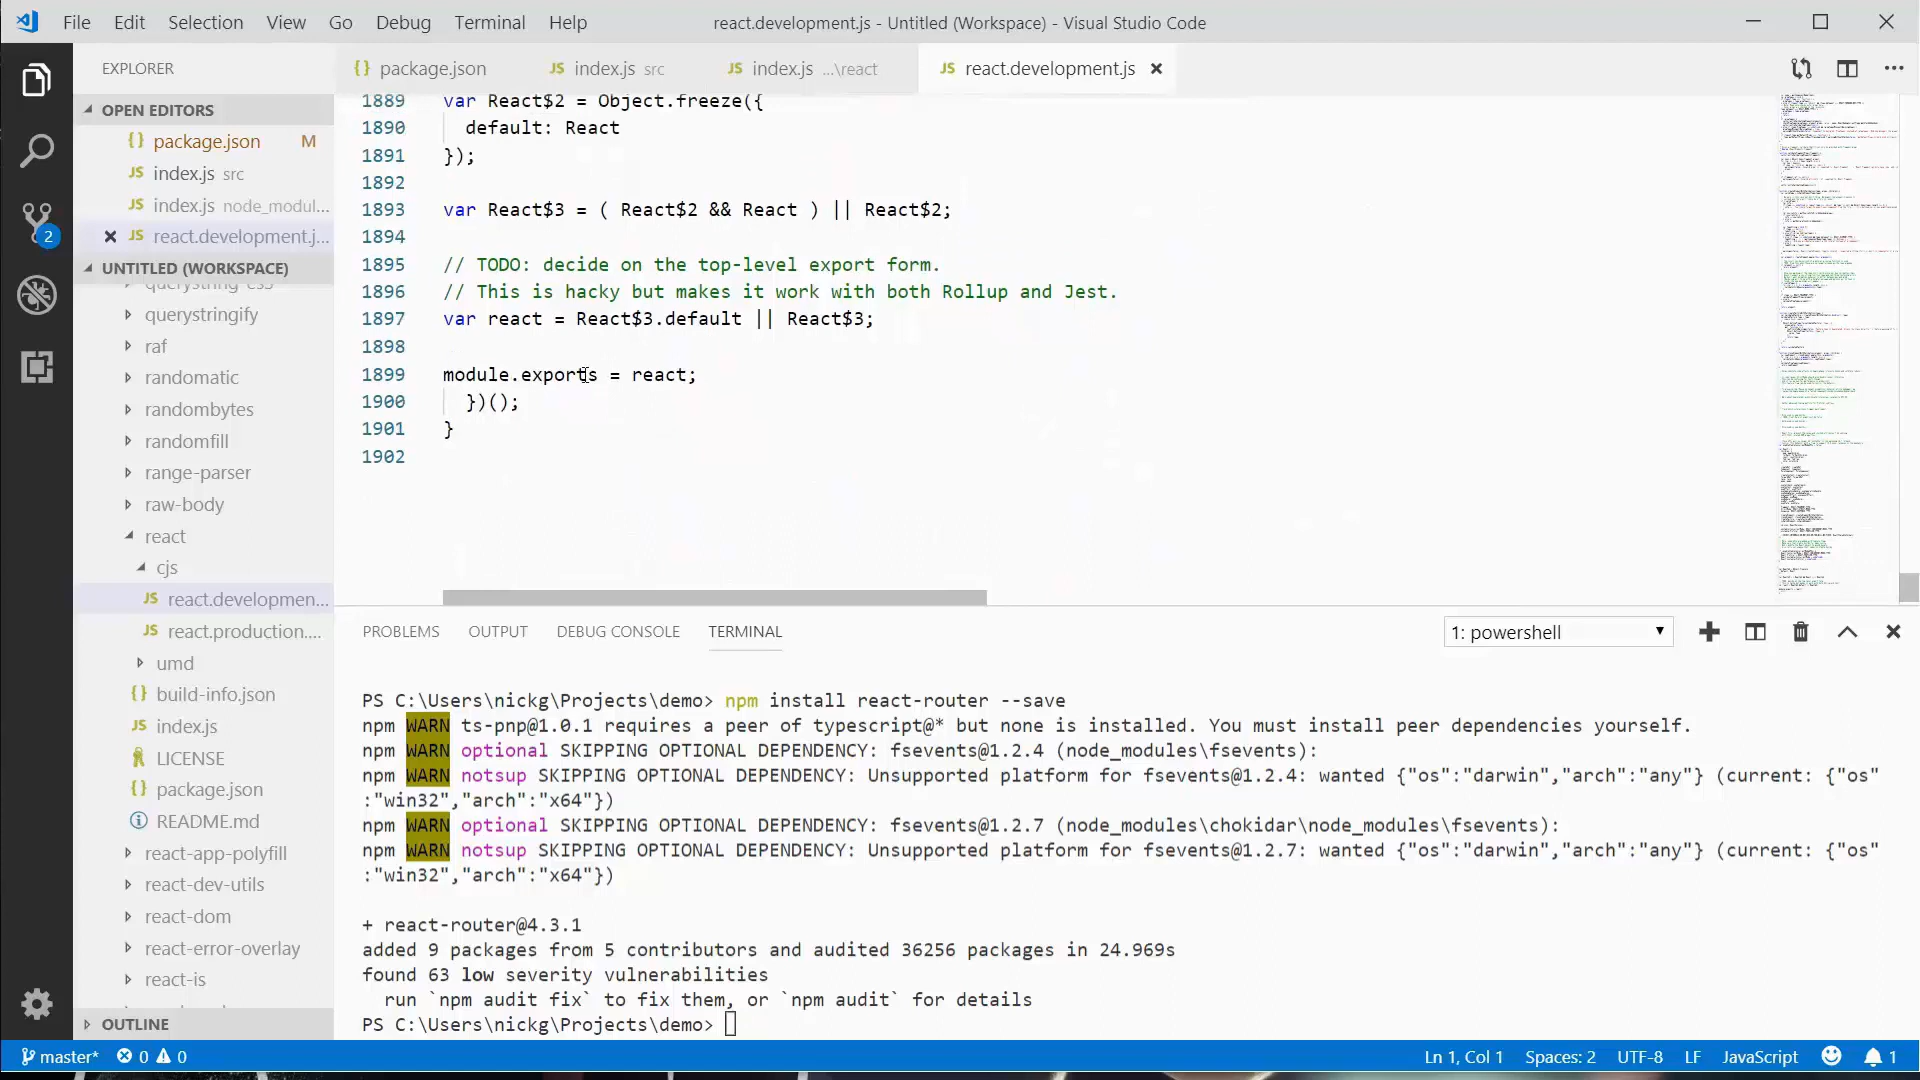 File Edit Selection View Go Debug Terminal Help react.development.js - Untitled (Workspace) - Visual Studio Code
EXPLORER
{} package.json JS index.js src JS index.js ...\react JS react.development.js
OPEN EDITORS
{} package.json M
JS index.js src
JS index.js node_modul...
JS react.development.j...
2
UNTITLED (WORKSPACE)
querystring-es3
querystringify
raf
randomatic
randombytes
randomfill
range-parser
raw-body
react
cjs
JS react.developmen...
JS react.production....
umd
{} build-info.json
JS index.js
LICENSE
{} package.json
README.md
react-app-polyfill
react-dev-utils
react-dom
react-error-overlay
react-is
OUTLINE
1889 var React$2 = Object.freeze({
1890 default: React
1891 });
1892
1893 var React$3 = ( React$2 && React ) || React$2;
1894
1895 // TODO: decide on the top-level export form.
1896 // This is hacky but makes it work with both Rollup and Jest.
1897 var react = React$3.default || React$3;
1898
1899 module.exports = react;
1900 })();
1901 }
1902
PROBLEMS OUTPUT DEBUG CONSOLE TERMINAL 1: powershell
PS C:\Users\nickg\Projects\demo> npm install react-router --save
npm WARN ts-pnp@1.0.1 requires a peer of typescript@* but none is installed. You must install peer dependencies yourself.
npm WARN optional SKIPPING OPTIONAL DEPENDENCY: fsevents@1.2.4 (node_modules\fsevents):
npm WARN notsup SKIPPING OPTIONAL DEPENDENCY: Unsupported platform for fsevents@1.2.4: wanted {"os":"darwin","arch":"any"} (current: {"os"
:"win32","arch":"x64"})
npm WARN optional SKIPPING OPTIONAL DEPENDENCY: fsevents@1.2.7 (node_modules\chokidar\node_modules\fsevents):
npm WARN notsup SKIPPING OPTIONAL DEPENDENCY: Unsupported platform for fsevents@1.2.7: wanted {"os":"darwin","arch":"any"} (current: {"os"
:"win32","arch":"x64"})
+ react-router@4.3.1
added 9 packages from 5 contributors and audited 36256 packages in 24.969s
found 63 low severity vulnerabilities
run `npm audit fix` to fix them, or `npm audit` for details
PS C:\Users\nickg\Projects\demo>
master* 0 0 Ln 1, Col 1 Spaces: 2 UTF-8 LF JavaScript 1